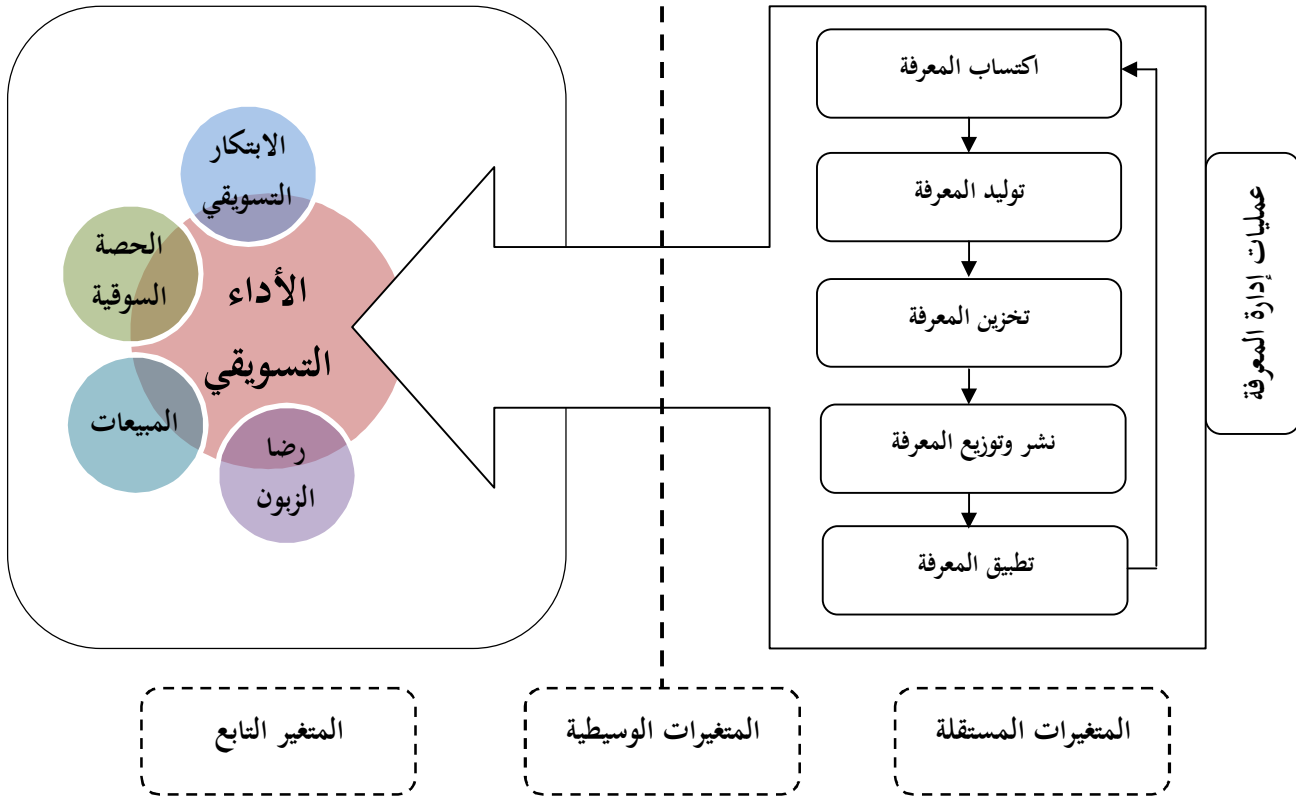 اكتساب المعرفة
توليد المعرفة
تخزين المعرفة
نشر وتوزيع المعرفة
تطبيق المعرفة
عمليات إدارة المعرفة
الابتكار
التسويقي
الحصة
السوقية
الأداء
التسويقي
المبيعات
رضا
الزبون
المتغيرات المستقلة
المتغيرات الوسيطية
المتغير التابع